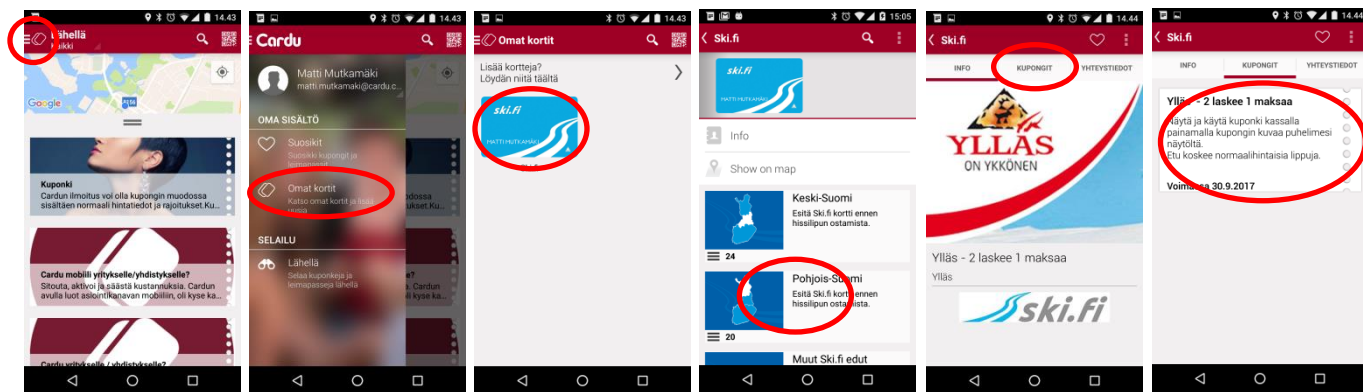 14.43
Lähellä
Kaikki
Google
Kuponki
Cardun ilmoitus voi olla kupongin muodossa
sisältäen normaali hintatiedot ja rajoitukset.Ku...
Cardu mobiili yritykselle/yhdistykselle?
Sitouta, aktivoi ja säästä kustannuksia. Cardun
avulla luot asiointikanavan mobiiliin, oli kyse ka...
Cardu yritykselle / yhdistykselle?
14.43
Cardu
Matti Mutkamäki
matti.mutkamaki@cardu.c...
OMA SISÄLTÖ
Suosikit
Suosikki kupongit ja
leimapassit
Omat kortit
Katso omat kortit ja lisää
uusia
SELAILU
Lähellä
Selaa kuponkeja ja
leimapasseja lähellä
14.43
Omat kortit
Lisää kortteja?
Löydän niitä täältä
ski.fi
MATTI MUTKAMÄKI
15:05
Ski.fi
ski.fi
MATTI MUTKAMÄKI
Info
Show on map
Keski-Suomi
Esitä Ski.fi kortti ennen
hissilipun ostamista.
24
Pohjois-Suomi
Esitä Ski.fi kortti ennen
hissilipun ostamista.
20
Muut Ski.fi edut
14.44
Ski.fi
INFO KUPONGIT YHTEYSTIEDOT
YLLÄS
ON YKKÖNEN
Ylläs - 2 laskee 1 maksaa
Ylläs
ski.fi
14.44
Ski.fi
INFO KUPONGIT YHTEYSTIEDOT
Ylläs - 2 laskee 1 maksaa
Näytä ja käytä kuponki kassalla
painamalla kupongin kuvaa puhelimesi
näytöltä.
Etu koskee normaalihintaisia lippuja.
Voimassa 30.9.2017